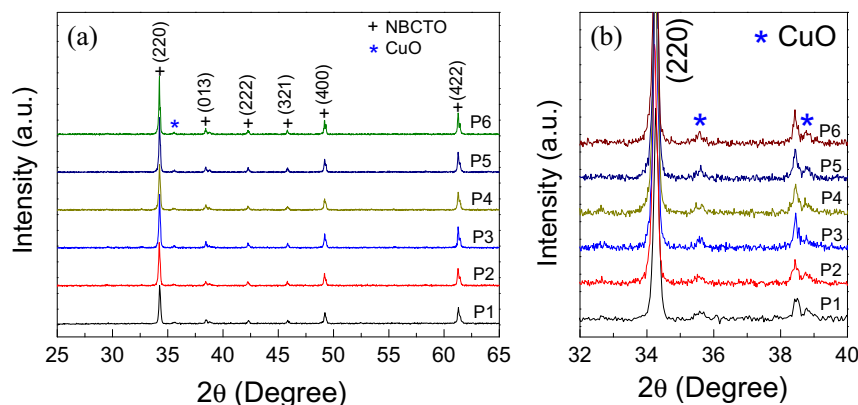 (a)
+ NBCTO
* CuO
+ (220)
*
+ (013)
+ (222)
+ (321)
+ (400)
+ (422)
P6
P5
P4
P3
P2
P1
Intensity (a.u.)
25 30 35 40 45 50 55 60 65
2θ (Degree)
(b)
(220)
* CuO
* *
P6
P5
P4
P3
P2
P1
Intensity (a.u.)
32 34 36 38 40
2θ (Degree)